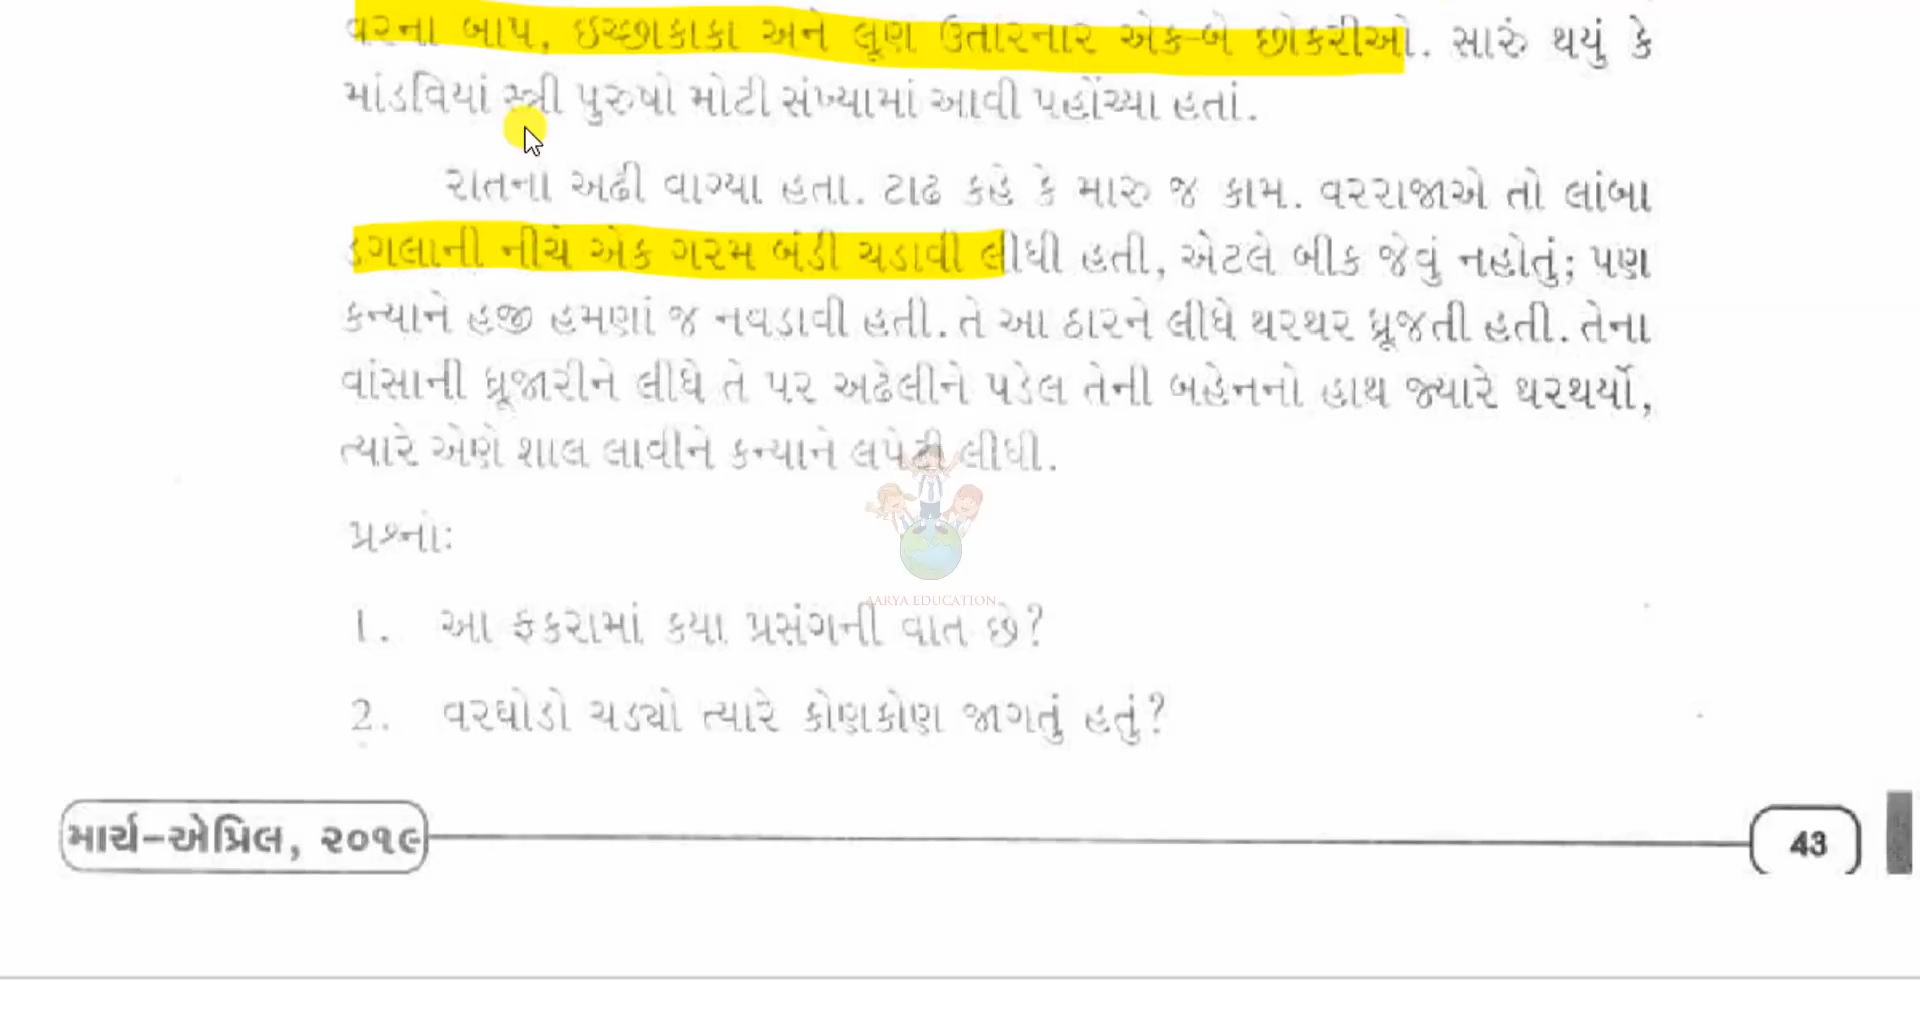 વરના બાપ, ઇચ્છાકાકા અને લૂણ ઉતારનાર એક-બે છોકરીઓ. સારું થયું કે
માંડવિયાં સ્ત્રી પુરુષો મોટી સંખ્યામાં આવી પહોંચ્યા હતાં.
રાતના અઢી વાગ્યા હતા. ટાઢ કહે કે મારુ જ કામ. વરરાજાએ તો લાંબા
ડગલાની નીચે એક ગરમ બંડી ચડાવી લીધી હતી, એટલે બીક જેવું નહોતું; પણ
કન્યાને હજી હમણાં જ નવડાવી હતી. તે આ ઠારને લીધે થરથર ધ્રૂજતી હતી. તેના
વાંસાની ધ્રૂજારીને લીધે તે પર અઢેલીને પડેલ તેની બહેનનો હાથ જ્યારે થરથર્યો,
ત્યારે એણે શાલ લાવીને કન્યાને લપેટી લીધી.
પ્રશ્નોઃ
1. આ ફકરામાં કયા પ્રસંગની વાત છે?
2. વરઘોડો ચડ્યો ત્યારે કોણકોણ જાગતું હતું?
માર્ચ-એપ્રિલ, ૨૦૧૯
43
AARYA EDUCATION